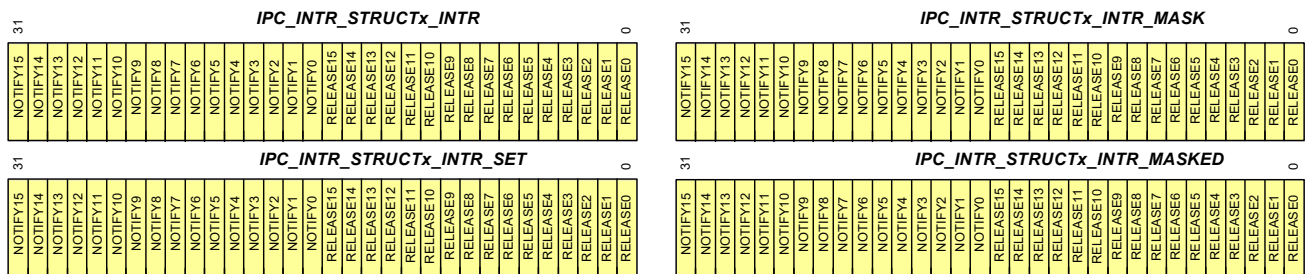 IPC_INTR_STRUCTx_INTR
31 0
NOTIFY15 NOTIFY14 NOTIFY13 NOTIFY12 NOTIFY11 NOTIFY10 NOTIFY9 NOTIFY8 NOTIFY7 NOTIFY6 NOTIFY5 NOTIFY4 NOTIFY3 NOTIFY2 NOTIFY1 NOTIFY0 RELEASE15 RELEASE14 RELEASE13 RELEASE12 RELEASE11 RELEASE10 RELEASE9 RELEASE8 RELEASE7 RELEASE6 RELEASE5 RELEASE4 RELEASE3 RELEASE2 RELEASE1 RELEASE0
IPC_INTR_STRUCTx_INTR_MASK
31 0
NOTIFY15 NOTIFY14 NOTIFY13 NOTIFY12 NOTIFY11 NOTIFY10 NOTIFY9 NOTIFY8 NOTIFY7 NOTIFY6 NOTIFY5 NOTIFY4 NOTIFY3 NOTIFY2 NOTIFY1 NOTIFY0 RELEASE15 RELEASE14 RELEASE13 RELEASE12 RELEASE11 RELEASE10 RELEASE9 RELEASE8 RELEASE7 RELEASE6 RELEASE5 RELEASE4 RELEASE3 RELEASE2 RELEASE1 RELEASE0
IPC_INTR_STRUCTx_INTR_SET
31 0
NOTIFY15 NOTIFY14 NOTIFY13 NOTIFY12 NOTIFY11 NOTIFY10 NOTIFY9 NOTIFY8 NOTIFY7 NOTIFY6 NOTIFY5 NOTIFY4 NOTIFY3 NOTIFY2 NOTIFY1 NOTIFY0 RELEASE15 RELEASE14 RELEASE13 RELEASE12 RELEASE11 RELEASE10 RELEASE9 RELEASE8 RELEASE7 RELEASE6 RELEASE5 RELEASE4 RELEASE3 RELEASE2 RELEASE1 RELEASE0
IPC_INTR_STRUCTx_INTR_MASKED
31 0
NOTIFY15 NOTIFY14 NOTIFY13 NOTIFY12 NOTIFY11 NOTIFY10 NOTIFY9 NOTIFY8 NOTIFY7 NOTIFY6 NOTIFY5 NOTIFY4 NOTIFY3 NOTIFY2 NOTIFY1 NOTIFY0 RELEASE15 RELEASE14 RELEASE13 RELEASE12 RELEASE11 RELEASE10 RELEASE9 RELEASE8 RELEASE7 RELEASE6 RELEASE5 RELEASE4 RELEASE3 RELEASE2 RELEASE1 RELEASE0